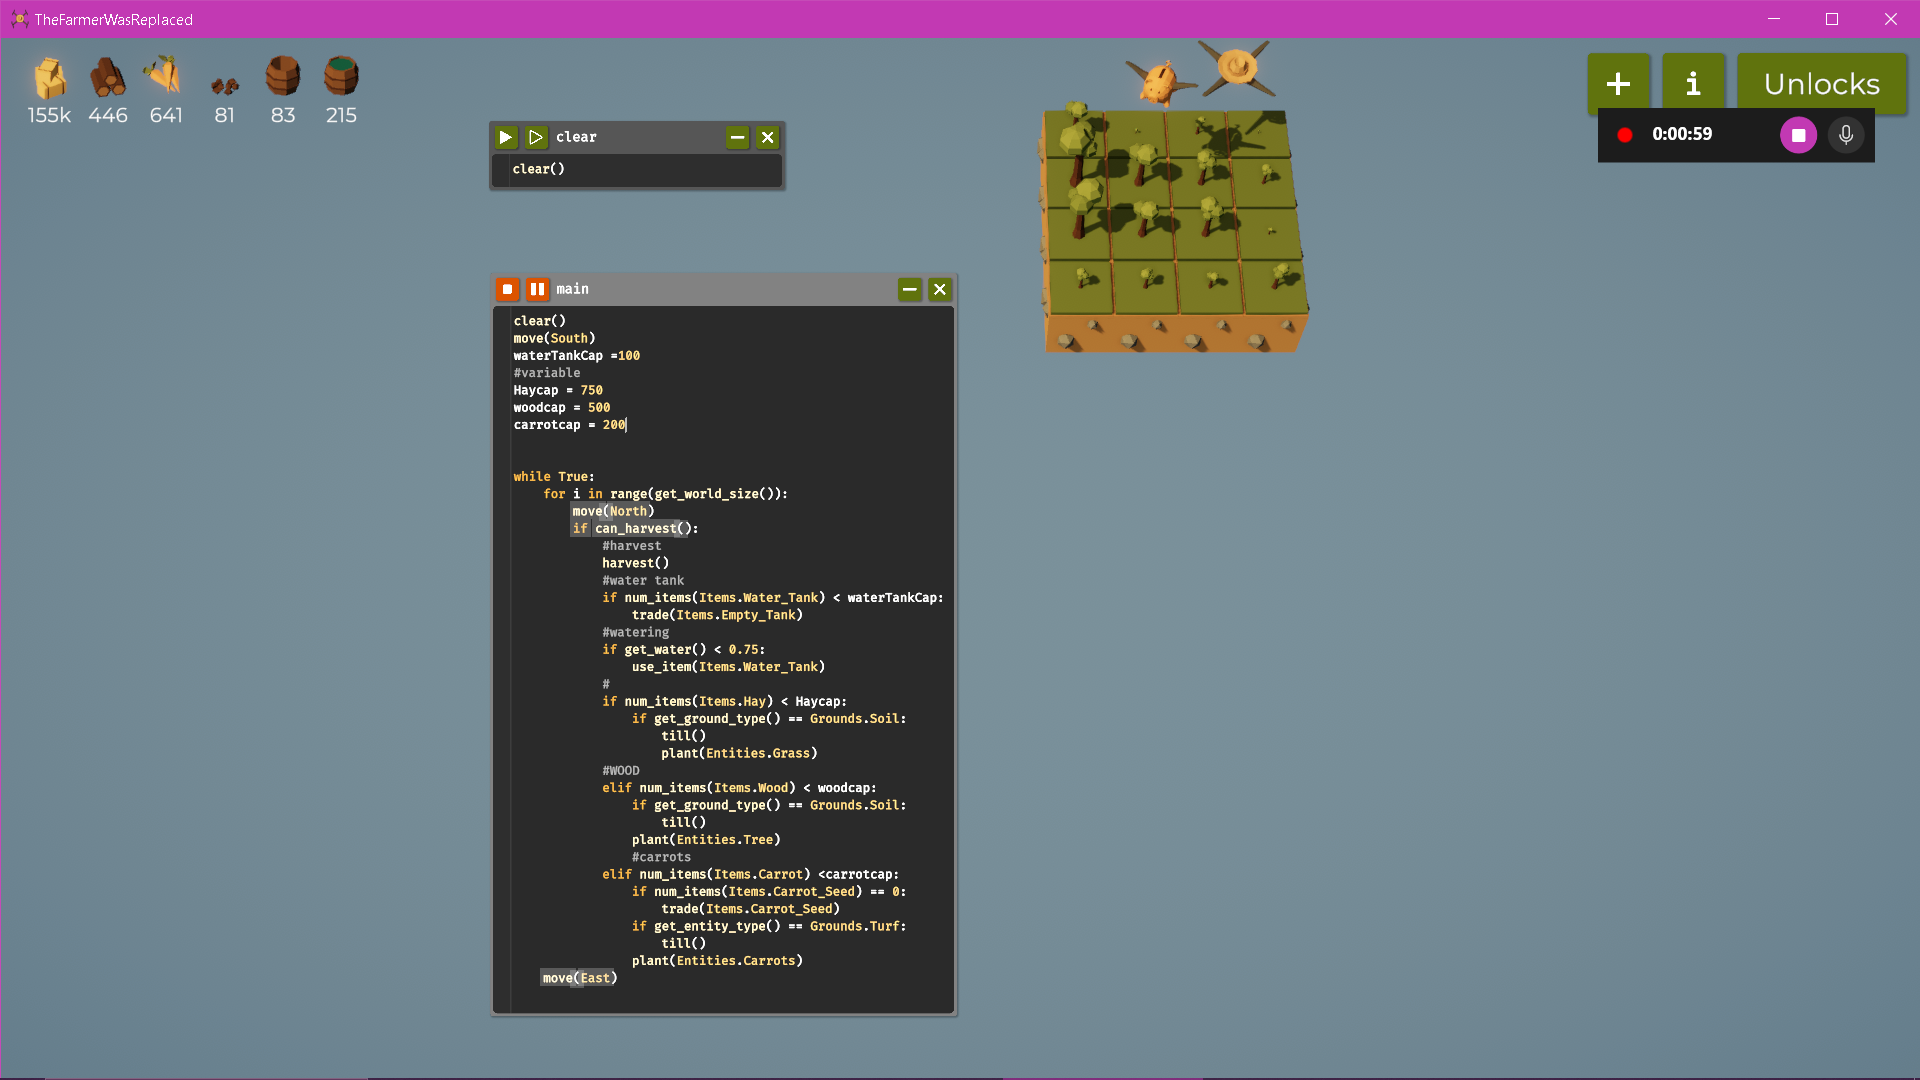 TheFarmerWasReplaced
155k 446 641 81 83 215
+ i Unlocks
0:00:59
clear
clear()
main
clear()
move(South)
waterTankCap =100
#variable
Haycap = 750
woodcap = 500
carrotcap = 200
while True:
for i in range(get_world_size()):
move(North)
if can_harvest():
#harvest
harvest()
#water tank
if num_items(Items.Water_Tank) < waterTankCap:
trade(Items.Empty_Tank)
#watering
if get_water() < 0.75:
use_item(Items.Water_Tank)
#
if num_items(Items.Hay) < Haycap:
if get_ground_type() == Grounds.Soil:
till()
plant(Entities.Grass)
#WOOD
elif num_items(Items.Wood) < woodcap:
if get_ground_type() == Grounds.Soil:
till()
plant(Entities.Tree)
#carrots
elif num_items(Items.Carrot) <carrotcap:
if num_items(Items.Carrot_Seed) == 0:
trade(Items.Carrot_Seed)
if get_entity_type() == Grounds.Turf:
till()
plant(Entities.Carrots)
move(East)